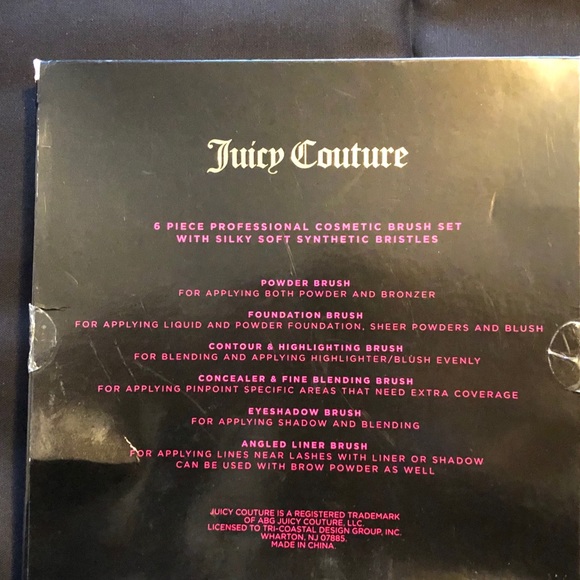 Juicy Couture
6 PIECE PROFESSIONAL COSMETIC BRUSH SET
WITH SILKY SOFT SYNTHETIC BRISTLES
POWDER BRUSH
FOR APPLYING BOTH POWDER AND BRONZER
FOUNDATION BRUSH
FOR APPLYING LIQUID AND POWDER FOUNDATION, SHEER POWDERS AND BLUSH
CONTOUR & HIGHLIGHTING BRUSH
FOR BLENDING AND APPLYING HIGHLIGHTER/BLUSH EVENLY
CONCEALER & FINE BLENDING BRUSH
FOR APPLYING PINPOINT SPECIFIC AREAS THAT NEED EXTRA COVERAGE
EYESHADOW BRUSH
FOR APPLYING SHADOW AND BLENDING
ANGLED LINER BRUSH
FOR APPLYING LINES NEAR LASHES WITH LINER OR SHADOW
CAN BE USED WITH BROW POWDER AS WELL
JUICY COUTURE IS A REGISTERED TRADEMARK
OF ABG JUICY COUTURE, LLC.
LICENSED TO TRI-COASTAL DESIGN GROUP, INC.
WHARTON, NJ 07885.
MADE IN CHINA.